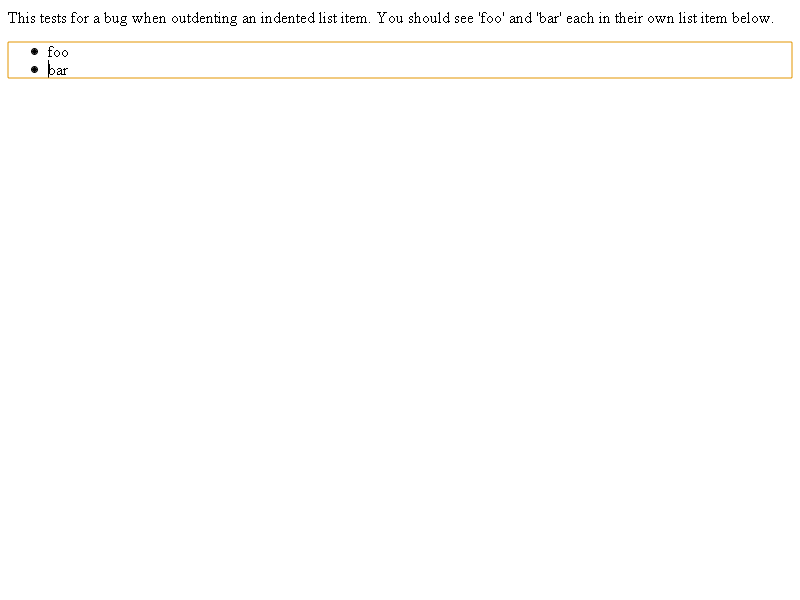 This tests for a bug when outdenting an indented list item. You should see 'foo' and 'bar' each in their own list item below.
• foo
• bar